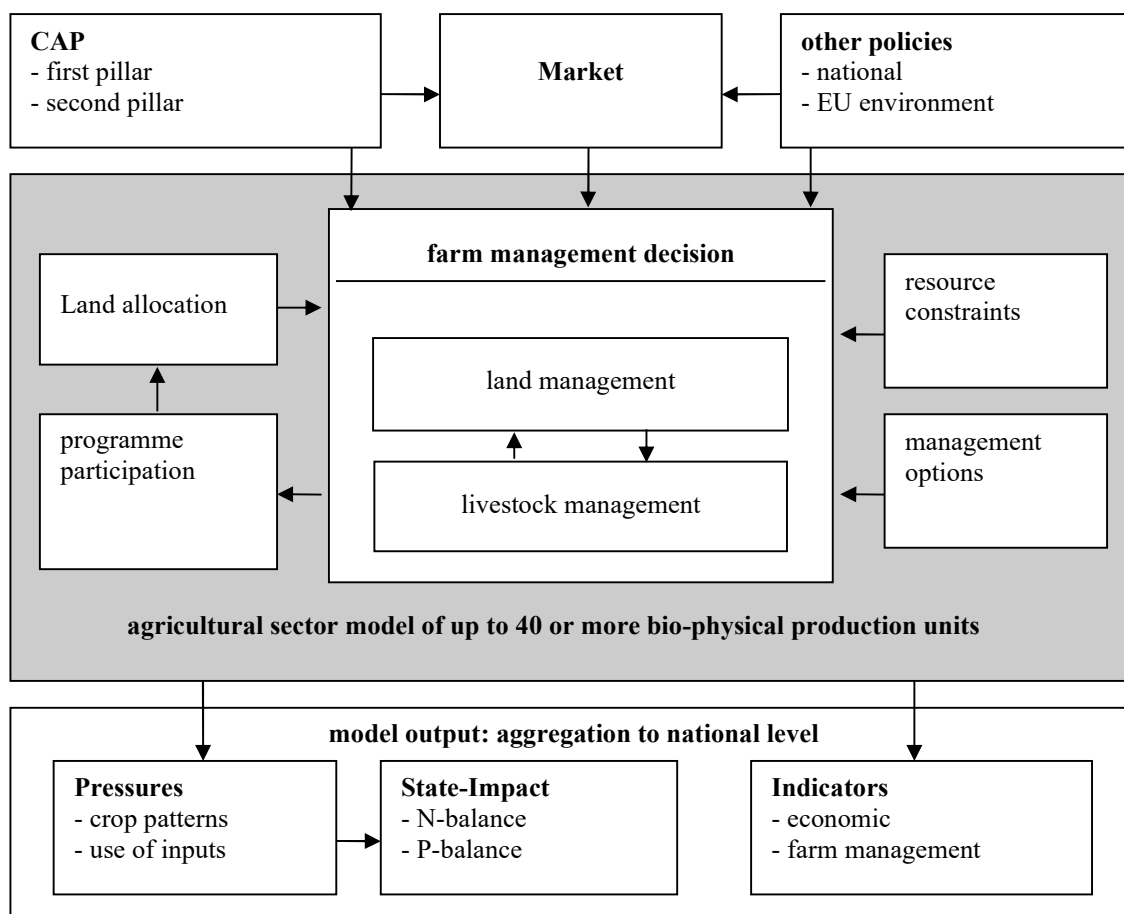 CAP
- first pillar
- second pillar
Market
other policies
- national
- EU environment
farm management decision
Land allocation
resource
constraints
land management
programme
participation
management
options
livestock management
agricultural sector model of up to 40 or more bio-physical production units
model output: aggregation to national level
Pressures
- crop patterns
- use of inputs
State-Impact
- N-balance
- P-balance
Indicators
- economic
- farm management